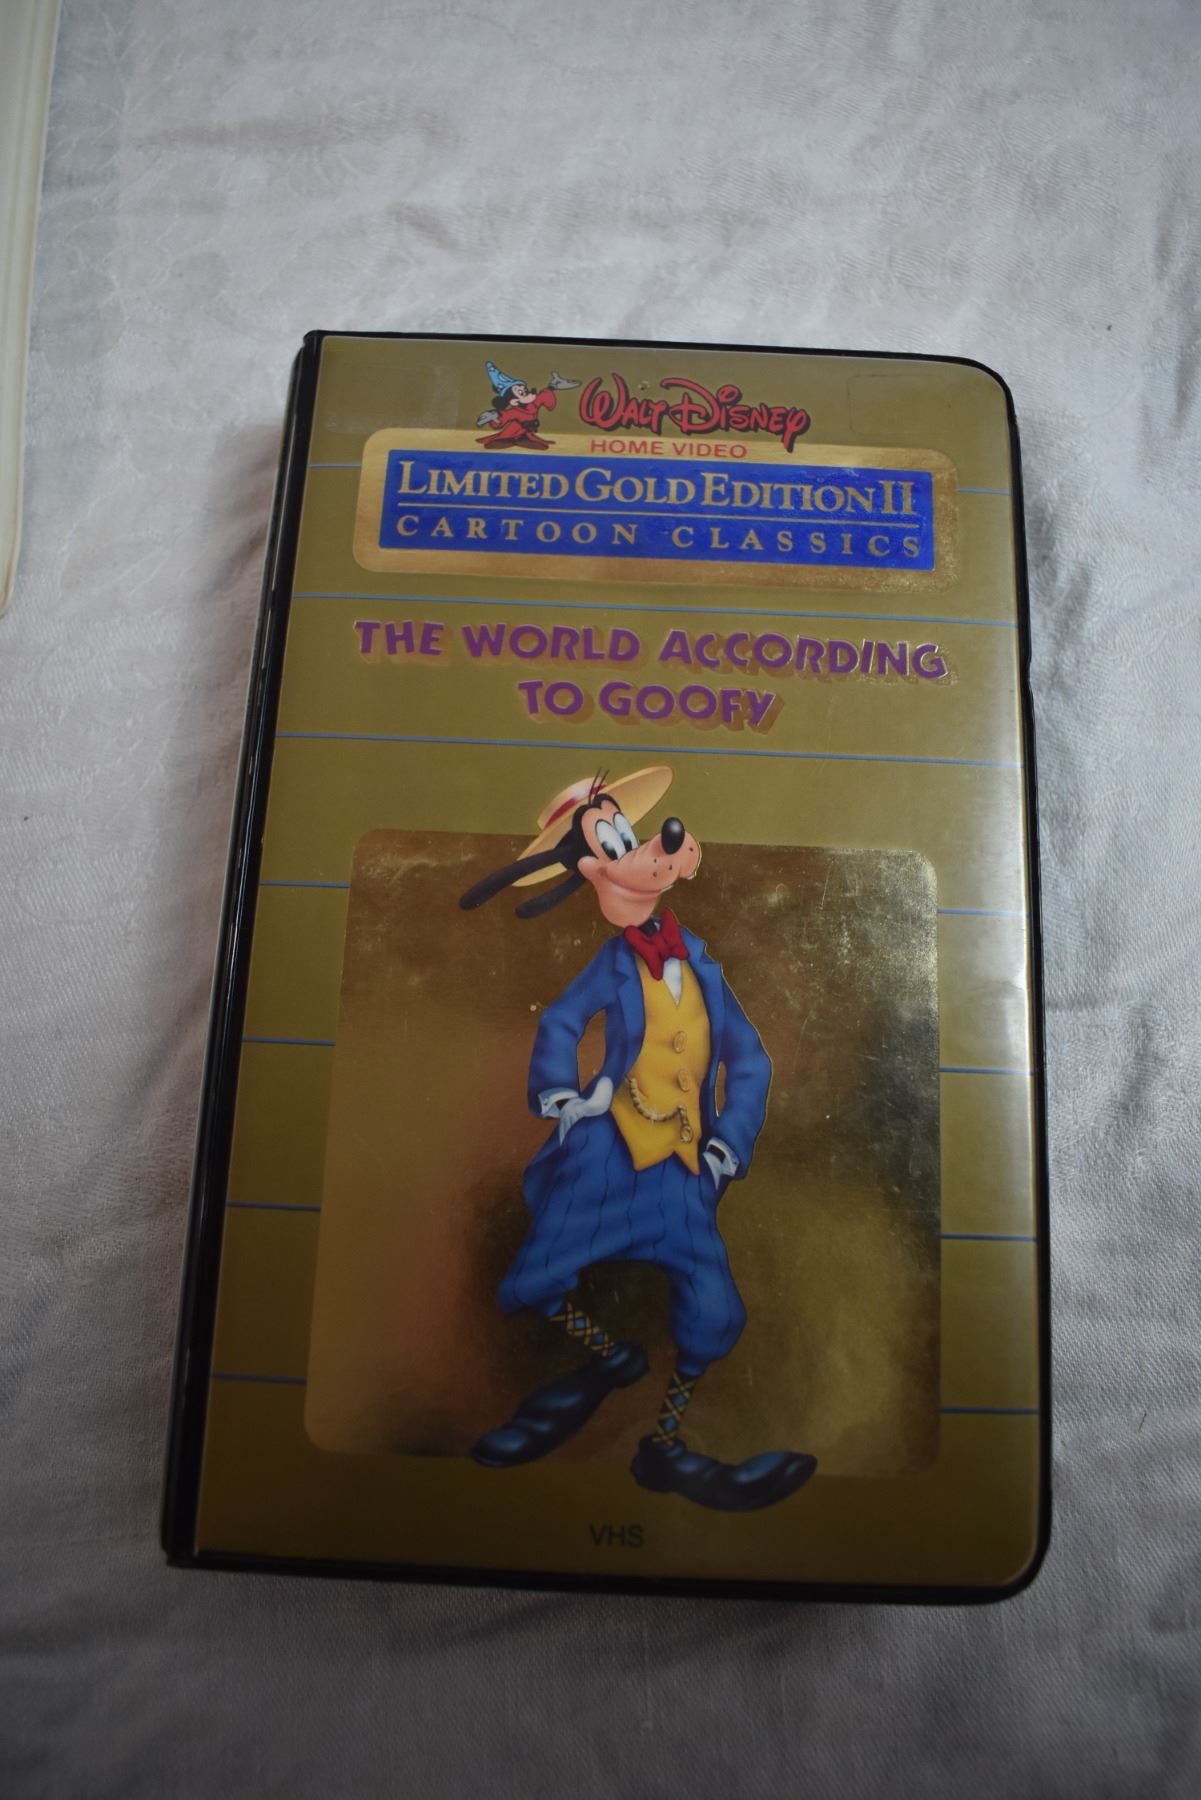 WALT DISNEY
HOME VIDEO
LIMITED GOLD EDITION II
CARTOON CLASSICS
THE WORLD ACCORDING
TO GOOFY
VHS